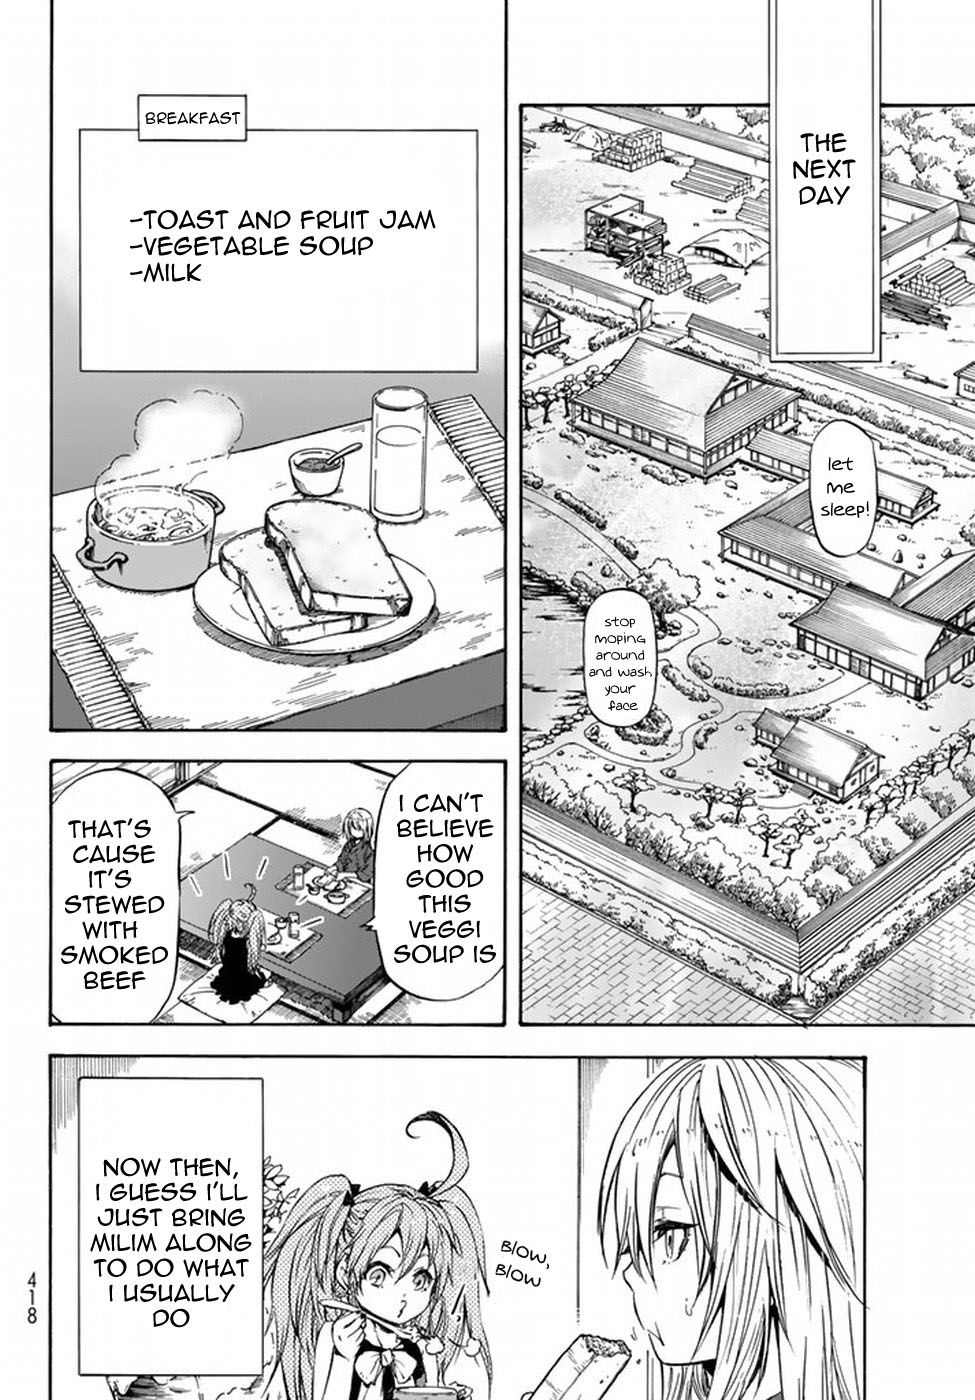 THE
NEXT
DAY
let
me
sleep!
stop
moping
around
and wash
your
face
BREAKFAST
-TOAST AND FRUIT JAM
-VEGETABLE SOUP
-MILK
I CAN'T
BELIEVE
HOW
GOOD
THIS
VEGGI
SOUP IS
THAT'S
CAUSE
IT'S
STEWED
WITH
SMOKED
BEEF
Blow,
Blow
NOW THEN,
I GUESS I'LL
JUST BRING
MILIM ALONG
TO DO WHAT
I USUALLY
DO
418